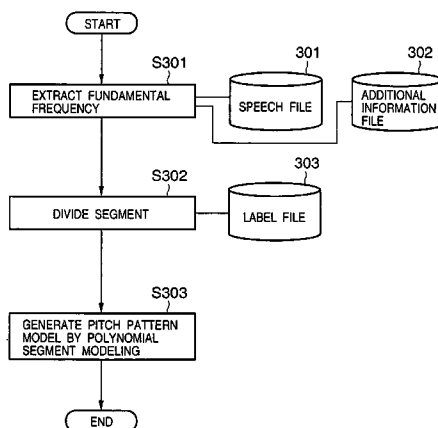 START
S301
EXTRACT FUNDAMENTAL
FREQUENCY
301
SPEECH FILE
302
ADDITIONAL
INFORMATION
FILE
S302
DIVIDE SEGMENT
303
LABEL FILE
S303
GENERATE PITCH PATTERN
MODEL BY POLYNOMIAL
SEGMENT MODELING
END